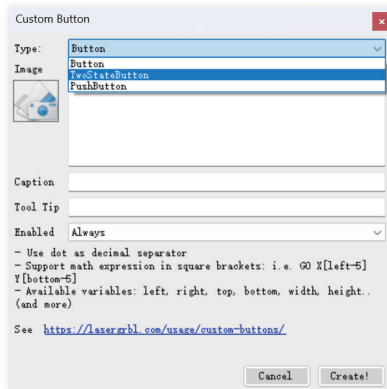 Custom Button
×
Type: Button
Button
TwoStateButton
PushButton
Image
Caption
Tool Tip
Enabled Always
- Use dot as decimal separator
- Support math expression in square brackets: i.e. GO X[left-5]
Y[bottom-5]
- Available variables: left, right, top, bottom, width, height..
(and more)
See https://lasergrbl.com/usage/custom-buttons/
Cancel Create!